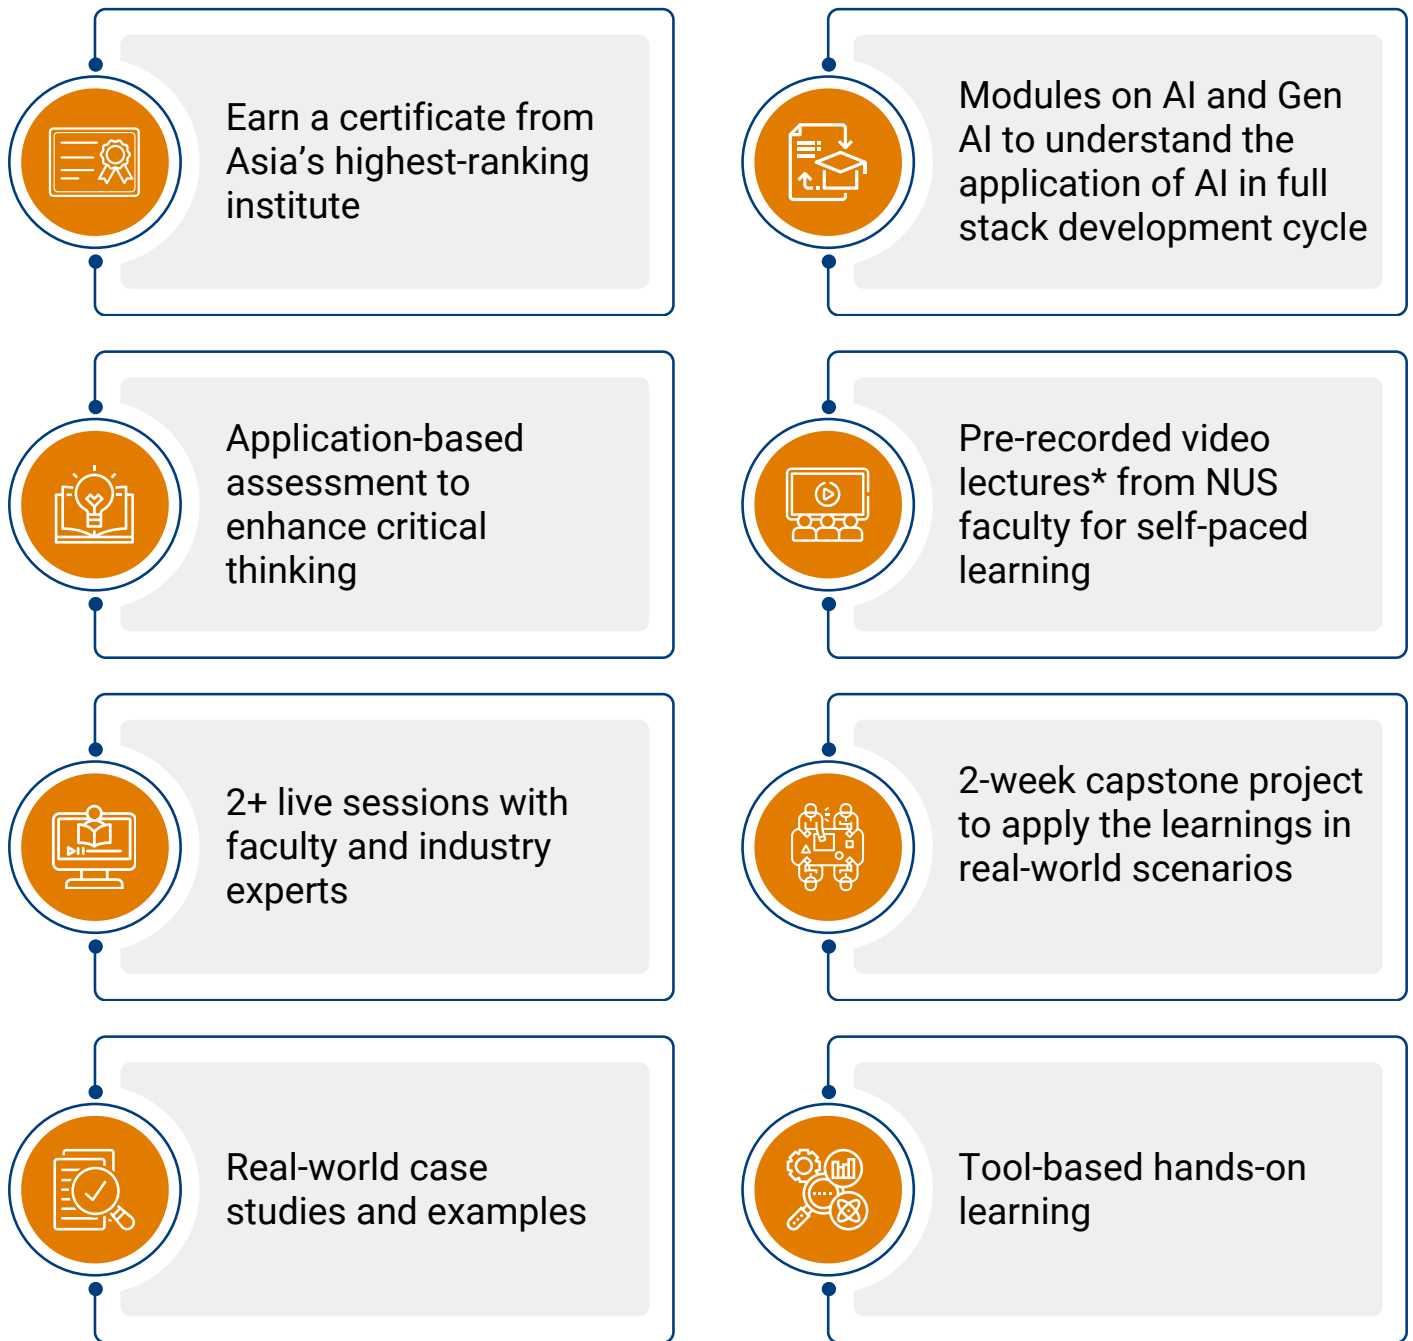 Earn a certificate from
Asia’s highest-ranking
institute
Modules on AI and Gen
AI to understand the
application of AI in full
stack development cycle
Application-based
assessment to
enhance critical
thinking
Pre-recorded video
lectures* from NUS
faculty for self-paced
learning
2+ live sessions with
faculty and industry
experts
2-week capstone project
to apply the learnings in
real-world scenarios
Real-world case
studies and examples
Tool-based hands-on
learning